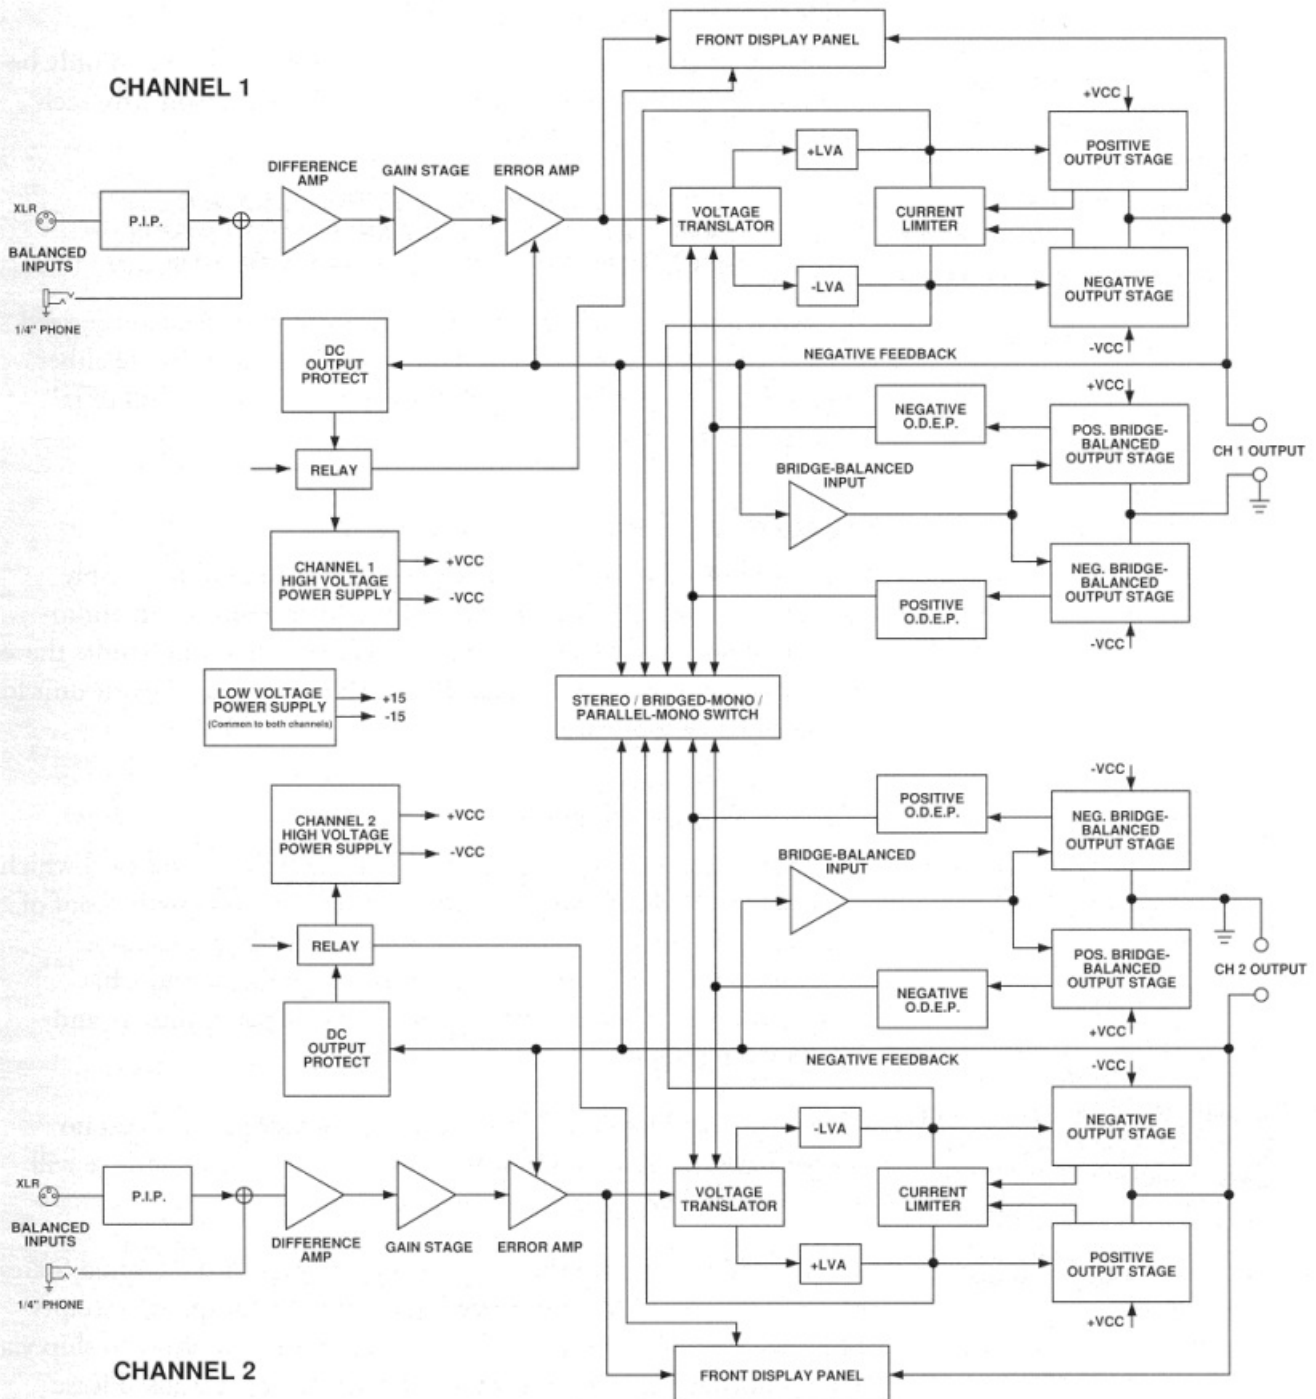 CHANNEL 1
FRONT DISPLAY PANEL
+VCC
POSITIVE
OUTPUT STAGE
+LVA
DIFFERENCE
AMP
GAIN STAGE
ERROR AMP
XLR
P.I.P.
VOLTAGE
TRANSLATOR
CURRENT
LIMITER
BALANCED
INPUTS
-LVA
NEGATIVE
OUTPUT STAGE
1/4" PHONE
-VCC
DC
OUTPUT
PROTECT
NEGATIVE FEEDBACK
+VCC
NEGATIVE
O.D.E.P.
POS. BRIDGE-
BALANCED
OUTPUT STAGE
CH 1 OUTPUT
RELAY
BRIDGE-BALANCED
INPUT
CHANNEL 1
HIGH VOLTAGE
POWER SUPPLY
+VCC
-VCC
NEG. BRIDGE-
BALANCED
OUTPUT STAGE
POSITIVE
O.D.E.P.
-VCC
LOW VOLTAGE
POWER SUPPLY
(Common to both channels)
+15
-15
STEREO / BRIDGED-MONO /
PARALLEL-MONO SWITCH
-VCC
CHANNEL 2
HIGH VOLTAGE
POWER SUPPLY
+VCC
-VCC
POSITIVE
O.D.E.P.
NEG. BRIDGE-
BALANCED
OUTPUT STAGE
BRIDGE-BALANCED
INPUT
RELAY
POS. BRIDGE-
BALANCED
OUTPUT STAGE
CH 2 OUTPUT
NEGATIVE
O.D.E.P.
+VCC
DC
OUTPUT
PROTECT
NEGATIVE FEEDBACK
-VCC
-LVA
NEGATIVE
OUTPUT STAGE
XLR
P.I.P.
VOLTAGE
TRANSLATOR
CURRENT
LIMITER
BALANCED
INPUTS
DIFFERENCE
AMP
GAIN STAGE
ERROR AMP
+LVA
POSITIVE
OUTPUT STAGE
1/4" PHONE
+VCC
CHANNEL 2
FRONT DISPLAY PANEL